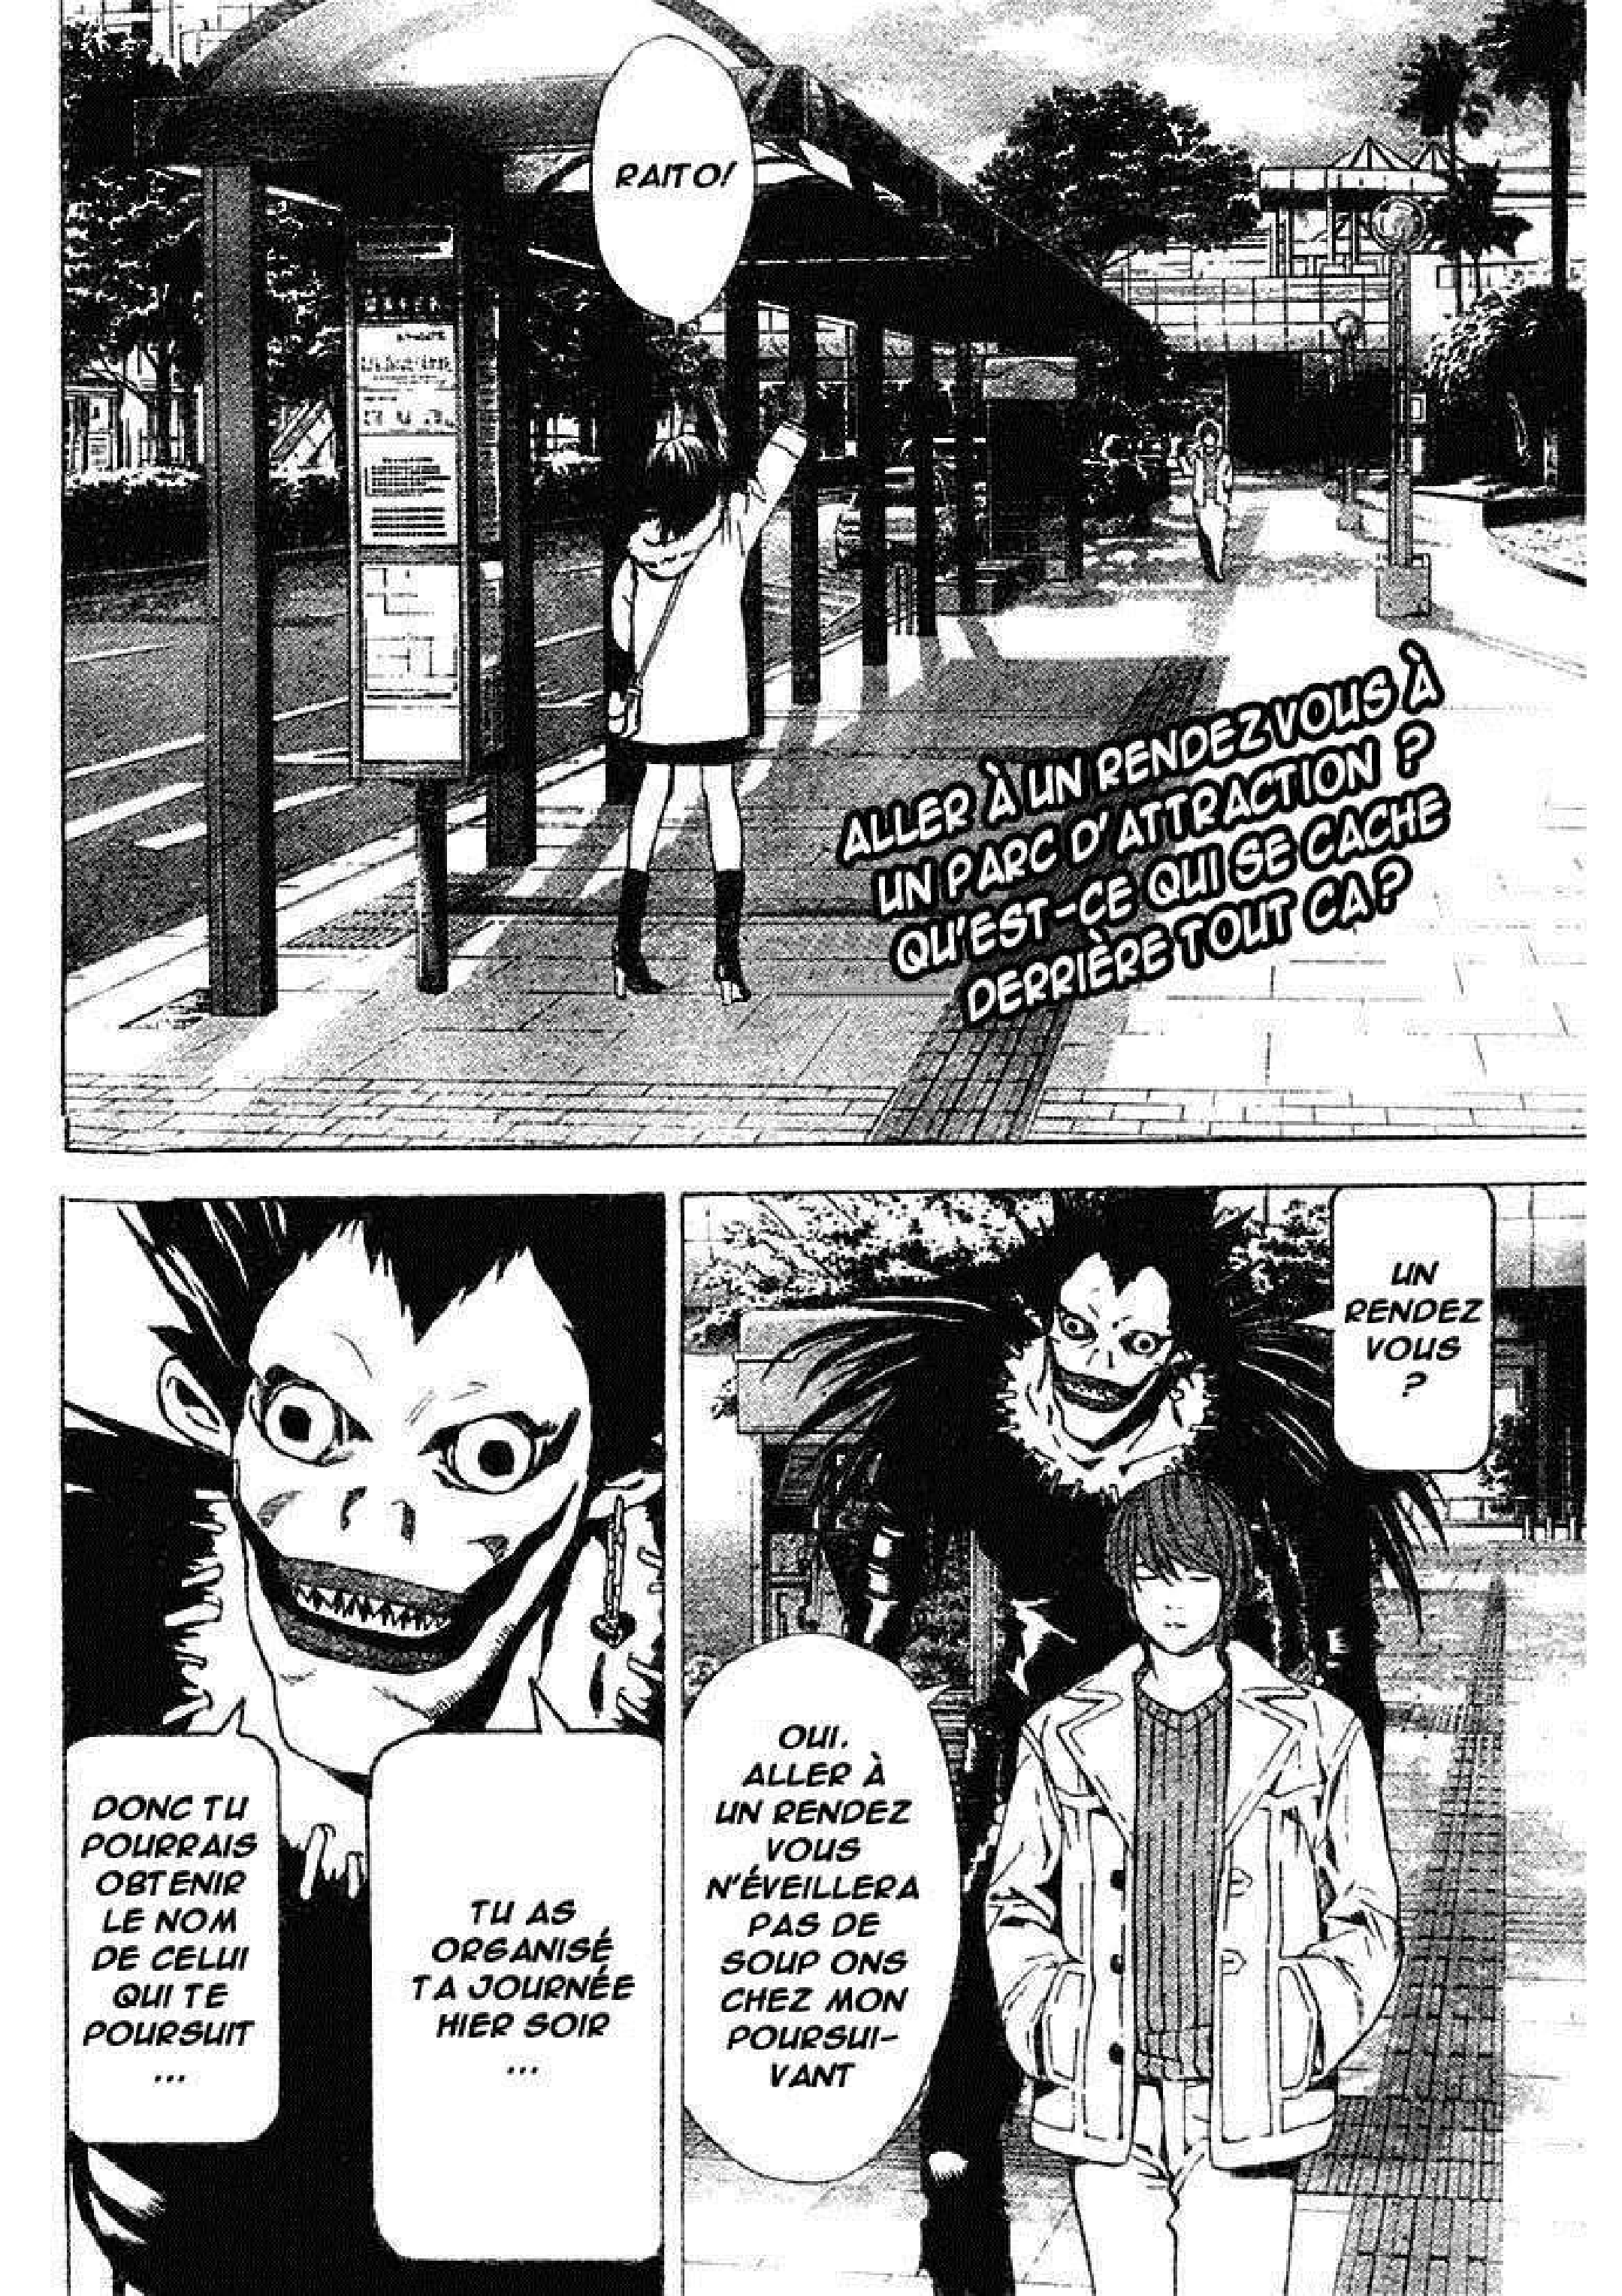 RAITO!
ALLER À UN RENDEZ VOUS À
UN PARC D'ATTRACTION ?
QU'EST-CE QUI SE CACHE
DERRIÈRE TOUT CA?
UN
RENDEZ
VOUS
?
OUI.
ALLER À
UN RENDEZ
VOUS
N'ÉVEILLERA
PAS DE
SOUP ONS
CHEZ MON
POURSUI-
VANT
TU AS
ORGANISÉ
TA JOURNÉE
HIER SOIR
...
DONC TU
POURRAIS
OBTENIR
LE NOM
DE CELUI
QUI TE
POURSUIT
...